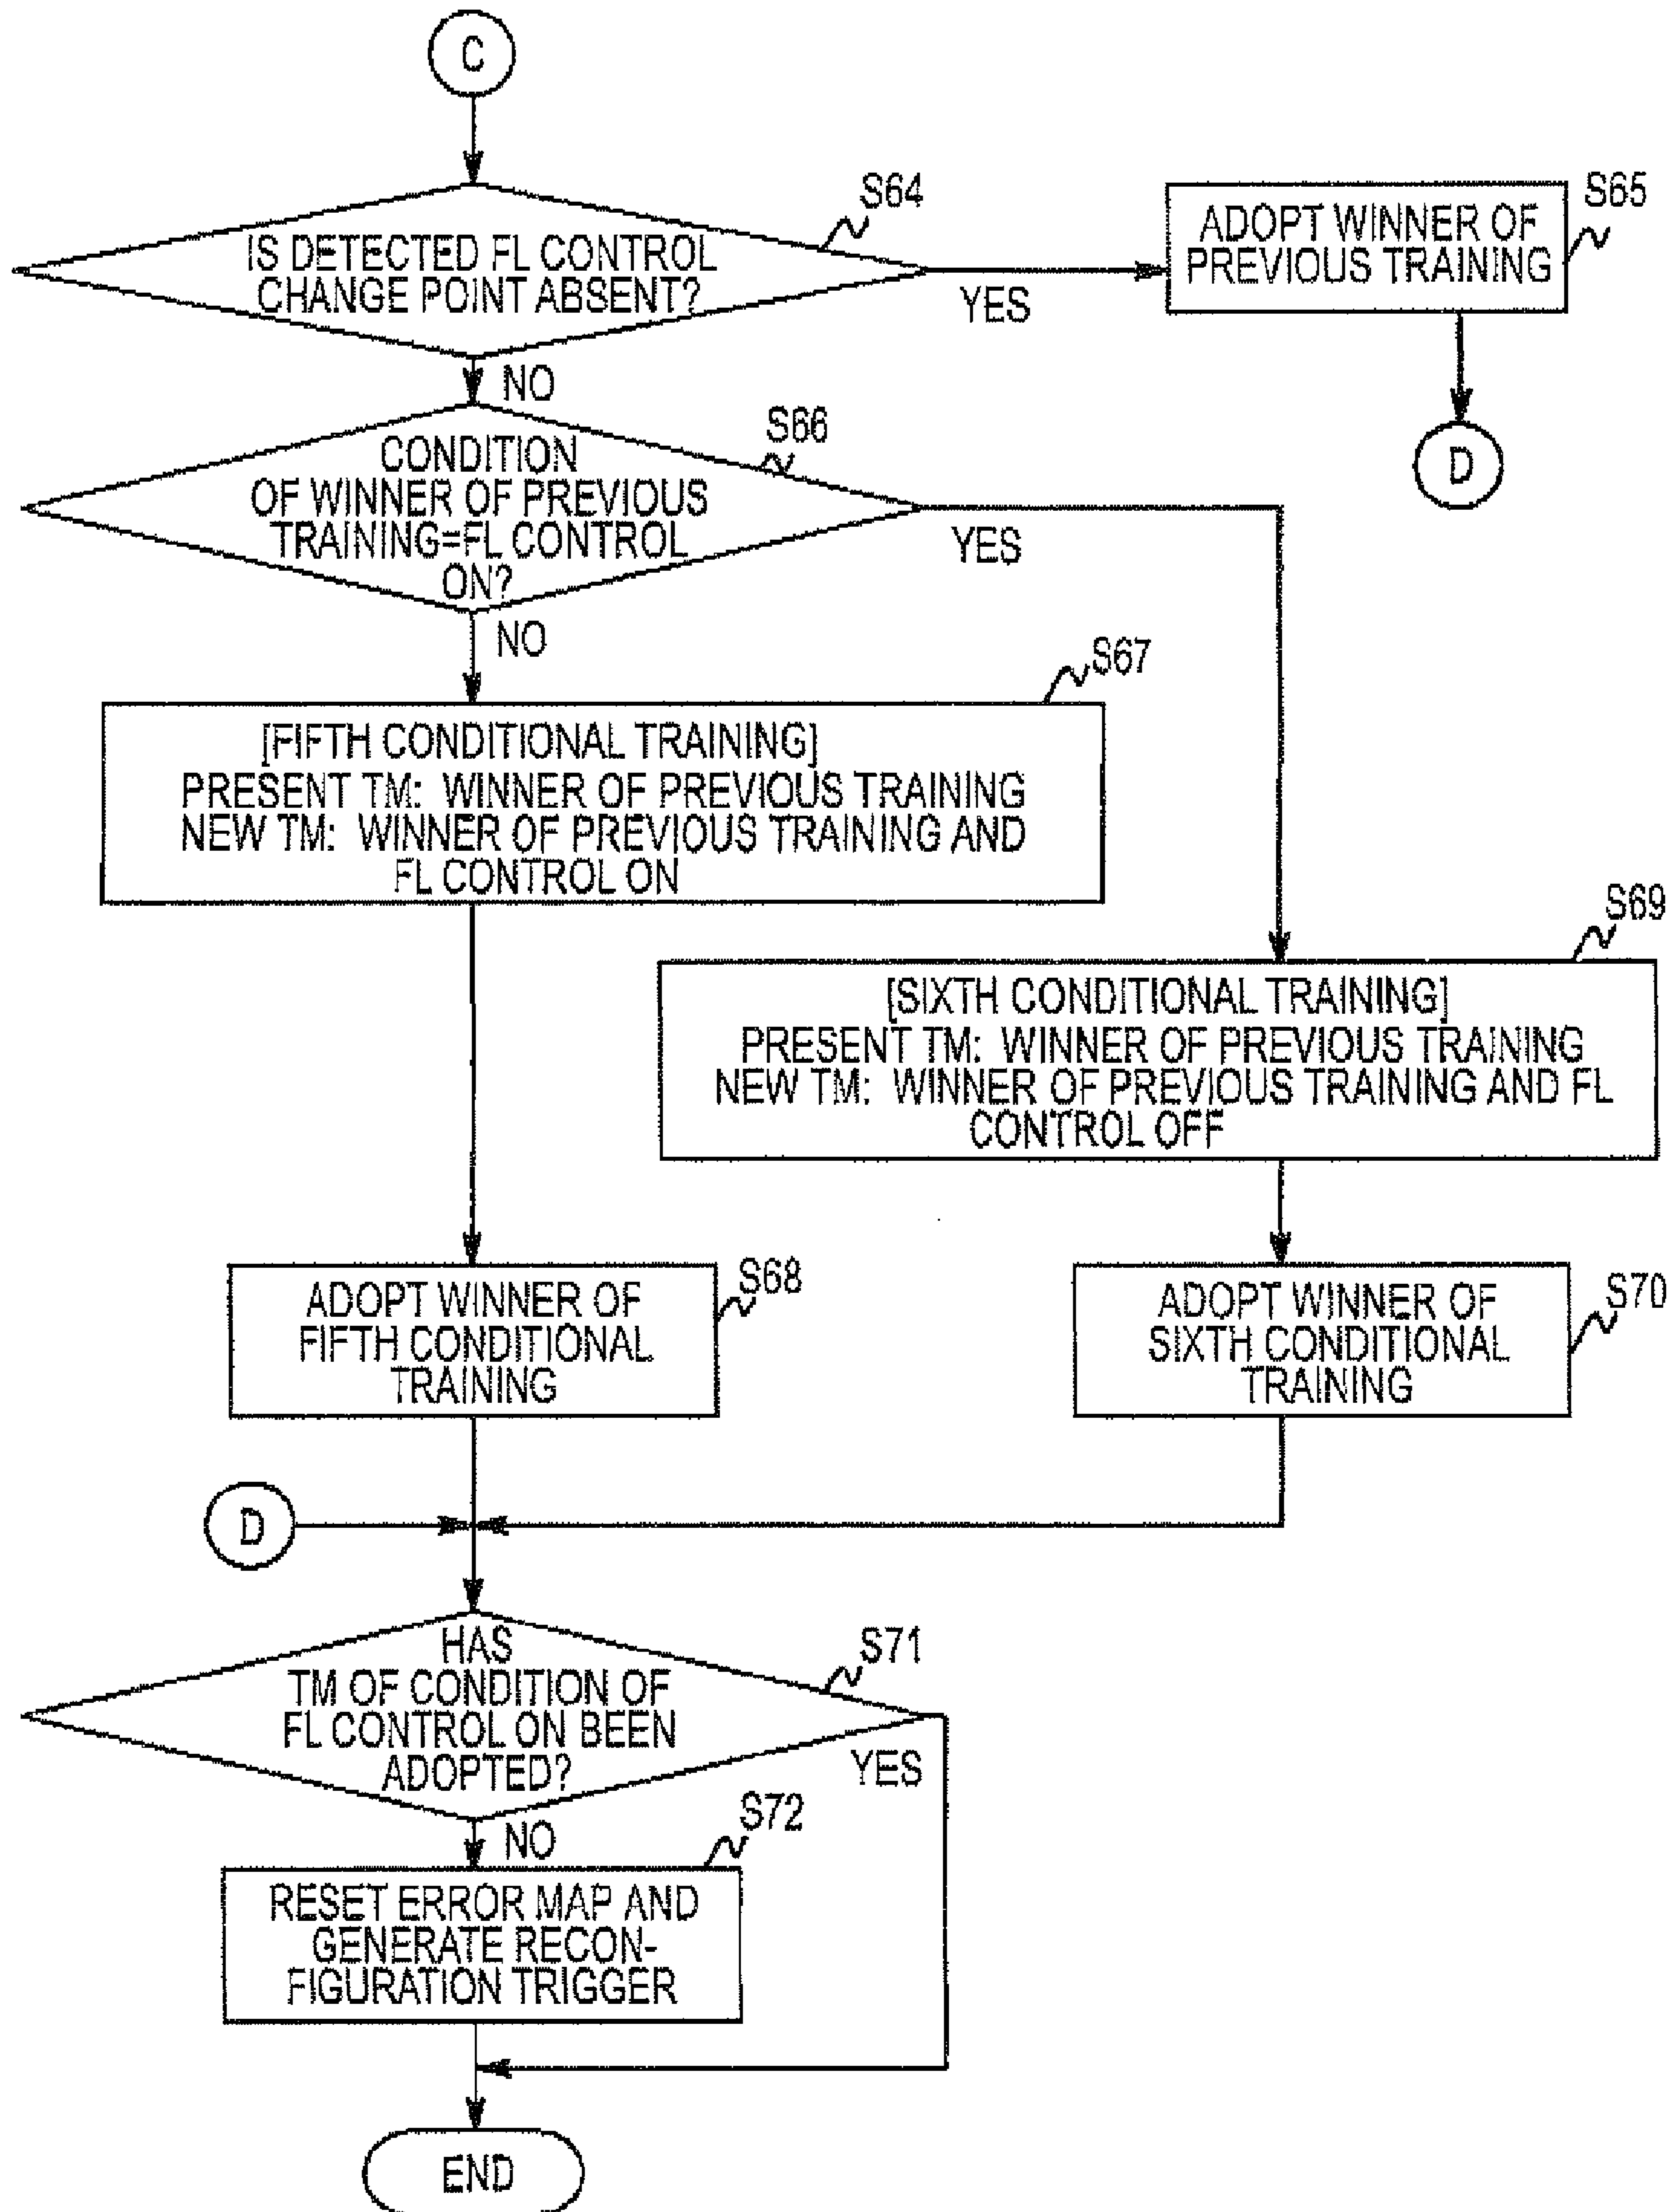 C
S64
IS DETECTED FL CONTROL
CHANGE POINT ABSENT?
YES
NO
S65
ADOPT WINNER OF
PREVIOUS TRAINING
D
S66
CONDITION
OF WINNER OF PREVIOUS
TRAINING=FL CONTROL
ON?
YES
NO
S67
[FIFTH CONDITIONAL TRAINING]
PRESENT TM: WINNER OF PREVIOUS TRAINING
NEW TM: WINNER OF PREVIOUS TRAINING AND
FL CONTROL ON
S69
[SIXTH CONDITIONAL TRAINING]
PRESENT TM: WINNER OF PREVIOUS TRAINING
NEW TM: WINNER OF PREVIOUS TRAINING AND FL
CONTROL OFF
S68
ADOPT WINNER OF
FIFTH CONDITIONAL
TRAINING
S70
ADOPT WINNER OF
SIXTH CONDITIONAL
TRAINING
D
S71
HAS
TM OF CONDITION OF
FL CONTROL ON BEEN
ADOPTED?
YES
NO
S72
RESET ERROR MAP AND
GENERATE RECON-
FIGURATION TRIGGER
END